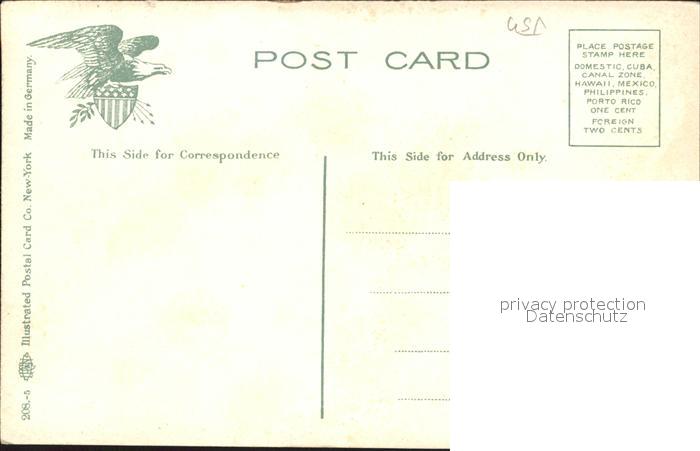 USA
POST CARD
PLACE POSTAGE
STAMP HERE
DOMESTIC, CUBA,
CANAL ZONE,
HAWAII, MEXICO,
PHILIPPINES,
PORTO RICO
ONE CENT
FOREIGN
TWO CENTS
This Side for Correspondence
This Side for Address Only.
208.-5 Illustrated Postal Card Co. New-York Made in Germany.
privacy protection
Datenschutz